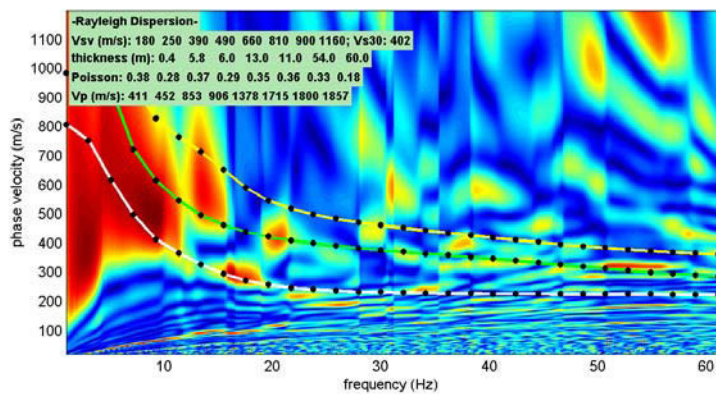 -Rayleigh Dispersion-
Vsv (m/s): 180 250 390 490 660 810 900 1160; Vs30: 402
thickness (m): 0.4 5.8 6.0 13.0 11.0 54.0 60.0
Poisson: 0.38 0.28 0.37 0.29 0.35 0.36 0.33 0.18
Vp (m/s): 411 452 853 906 1378 1715 1800 1857
1100
1000
900
800
700
600
500
400
300
200
100
phase velocity (m/s)
10 20 30 40 50 60
frequency (Hz)